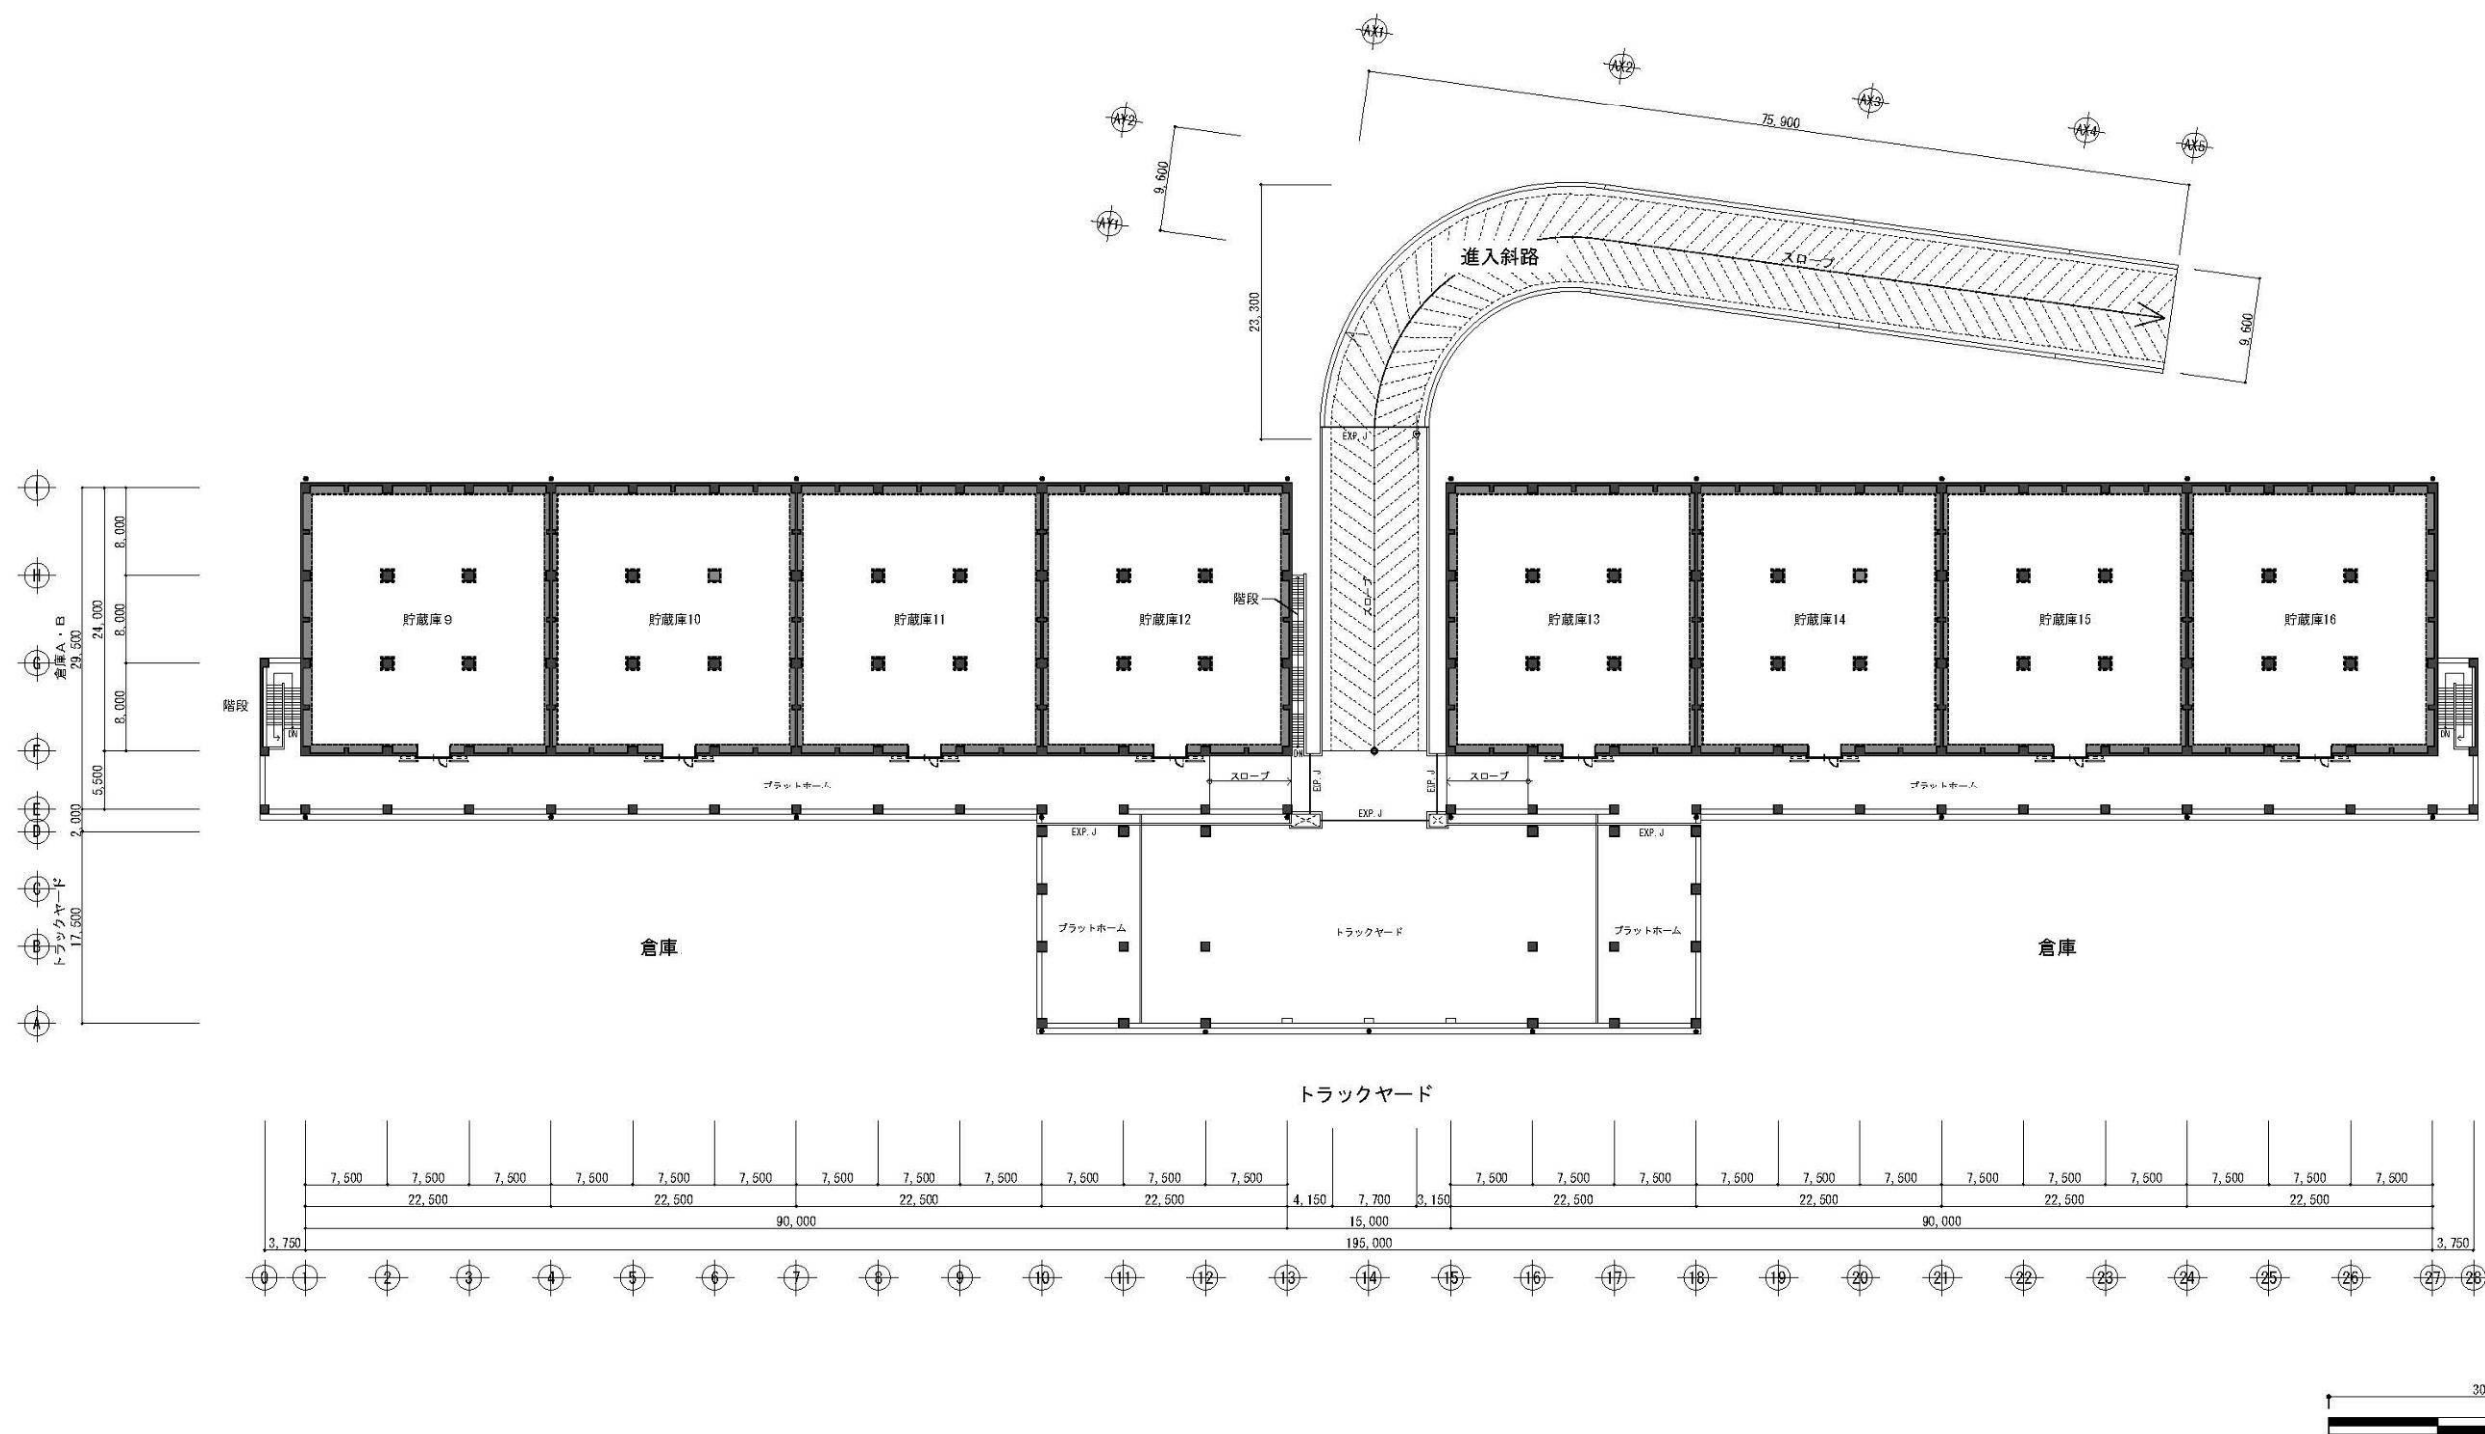 AX1
AX2
AX3
AX4
AX5
75,900
AY2
AY1
9,600
23,300
進入斜路
スロープ
9,600
EXP.J
I
H
G
F
E
D
C
B
A
8,000
8,000
8,000
24,000
5,500
倉庫A・B
29,500
2,000
トラックヤード
17,500
貯蔵庫9
貯蔵庫10
貯蔵庫11
貯蔵庫12
階段
スロープ
貯蔵庫13
貯蔵庫14
貯蔵庫15
貯蔵庫16
階段
DN
DN
DN
プラットホーム
スロープ
EXP.J
EXP.J
スロープ
プラットホーム
EXP.J
EXP.J
EXP.J
プラットホーム
トラックヤード
プラットホーム
倉庫
倉庫
トラックヤード
7,500 7,500 7,500 7,500 7,500 7,500 7,500 7,500 7,500 7,500 7,500 7,500 7,500 7,500 7,500 7,500 7,500 7,500 7,500 7,500 7,500 7,500 7,500 7,500
22,500 22,500 22,500 22,500 4,150 7,700 3,150 22,500 22,500 22,500 22,500
90,000 15,000 90,000
3,750 195,000 3,750
0 1 2 3 4 5 6 7 8 9 10 11 12 13 14 15 16 17 18 19 20 21 22 23 24 25 26 27 28
30